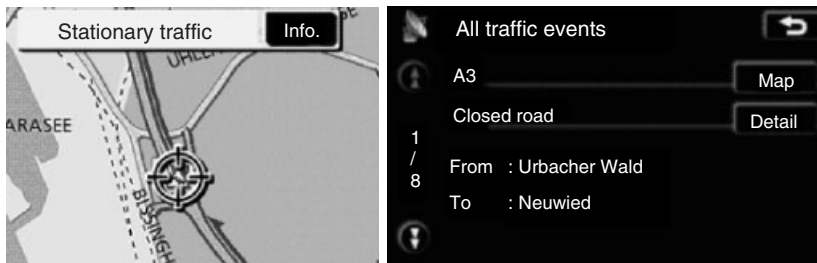 Stationary traffic Info.
ARASEE
BISSINGH
All traffic events
A3 Map
Closed road Detail
1
/
8
From : Urbacher Wald
To : Neuwied